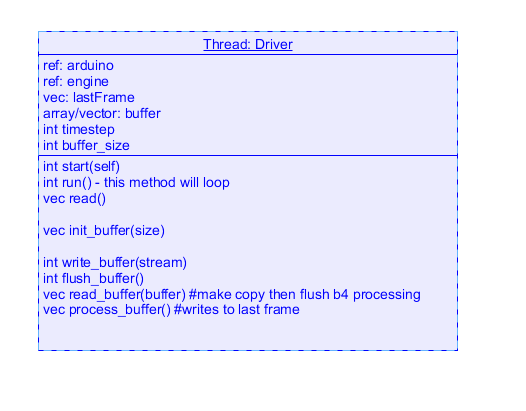 Thread: Driver
ref: arduino
ref: engine
vec: lastFrame
array/vector: buffer
int timestep
int buffer_size
int start(self)
int run() - this method will loop
vec read()
vec init_buffer(size)
int write_buffer(stream)
int flush_buffer()
vec read_buffer(buffer) #make copy then flush b4 processing
vec process_buffer() #writes to last frame